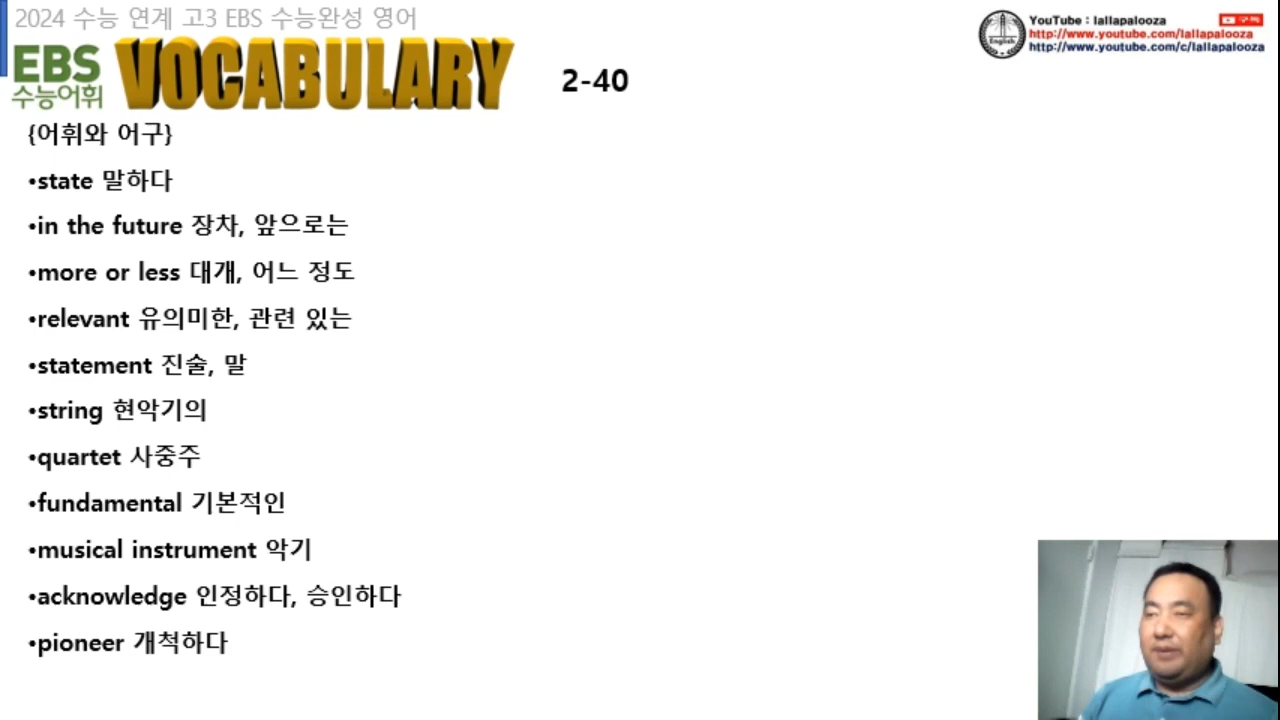 2024 수능 연계 고3 EBS 수능완성 영어
EBS
수능어휘
VOCABULARY
2-40
English
YouTube : lallapalooza
구독
http://www.youtube.com/lallapalooza
http://www.youtube.com/c/lallapalooza
{어휘와 어구}
•state 말하다
•in the future 장차, 앞으로는
•more or less 대개, 어느 정도
•relevant 유의미한, 관련 있는
•statement 진술, 말
•string 현악기의
•quartet 사중주
•fundamental 기본적인
•musical instrument 악기
•acknowledge 인정하다, 승인하다
•pioneer 개척하다